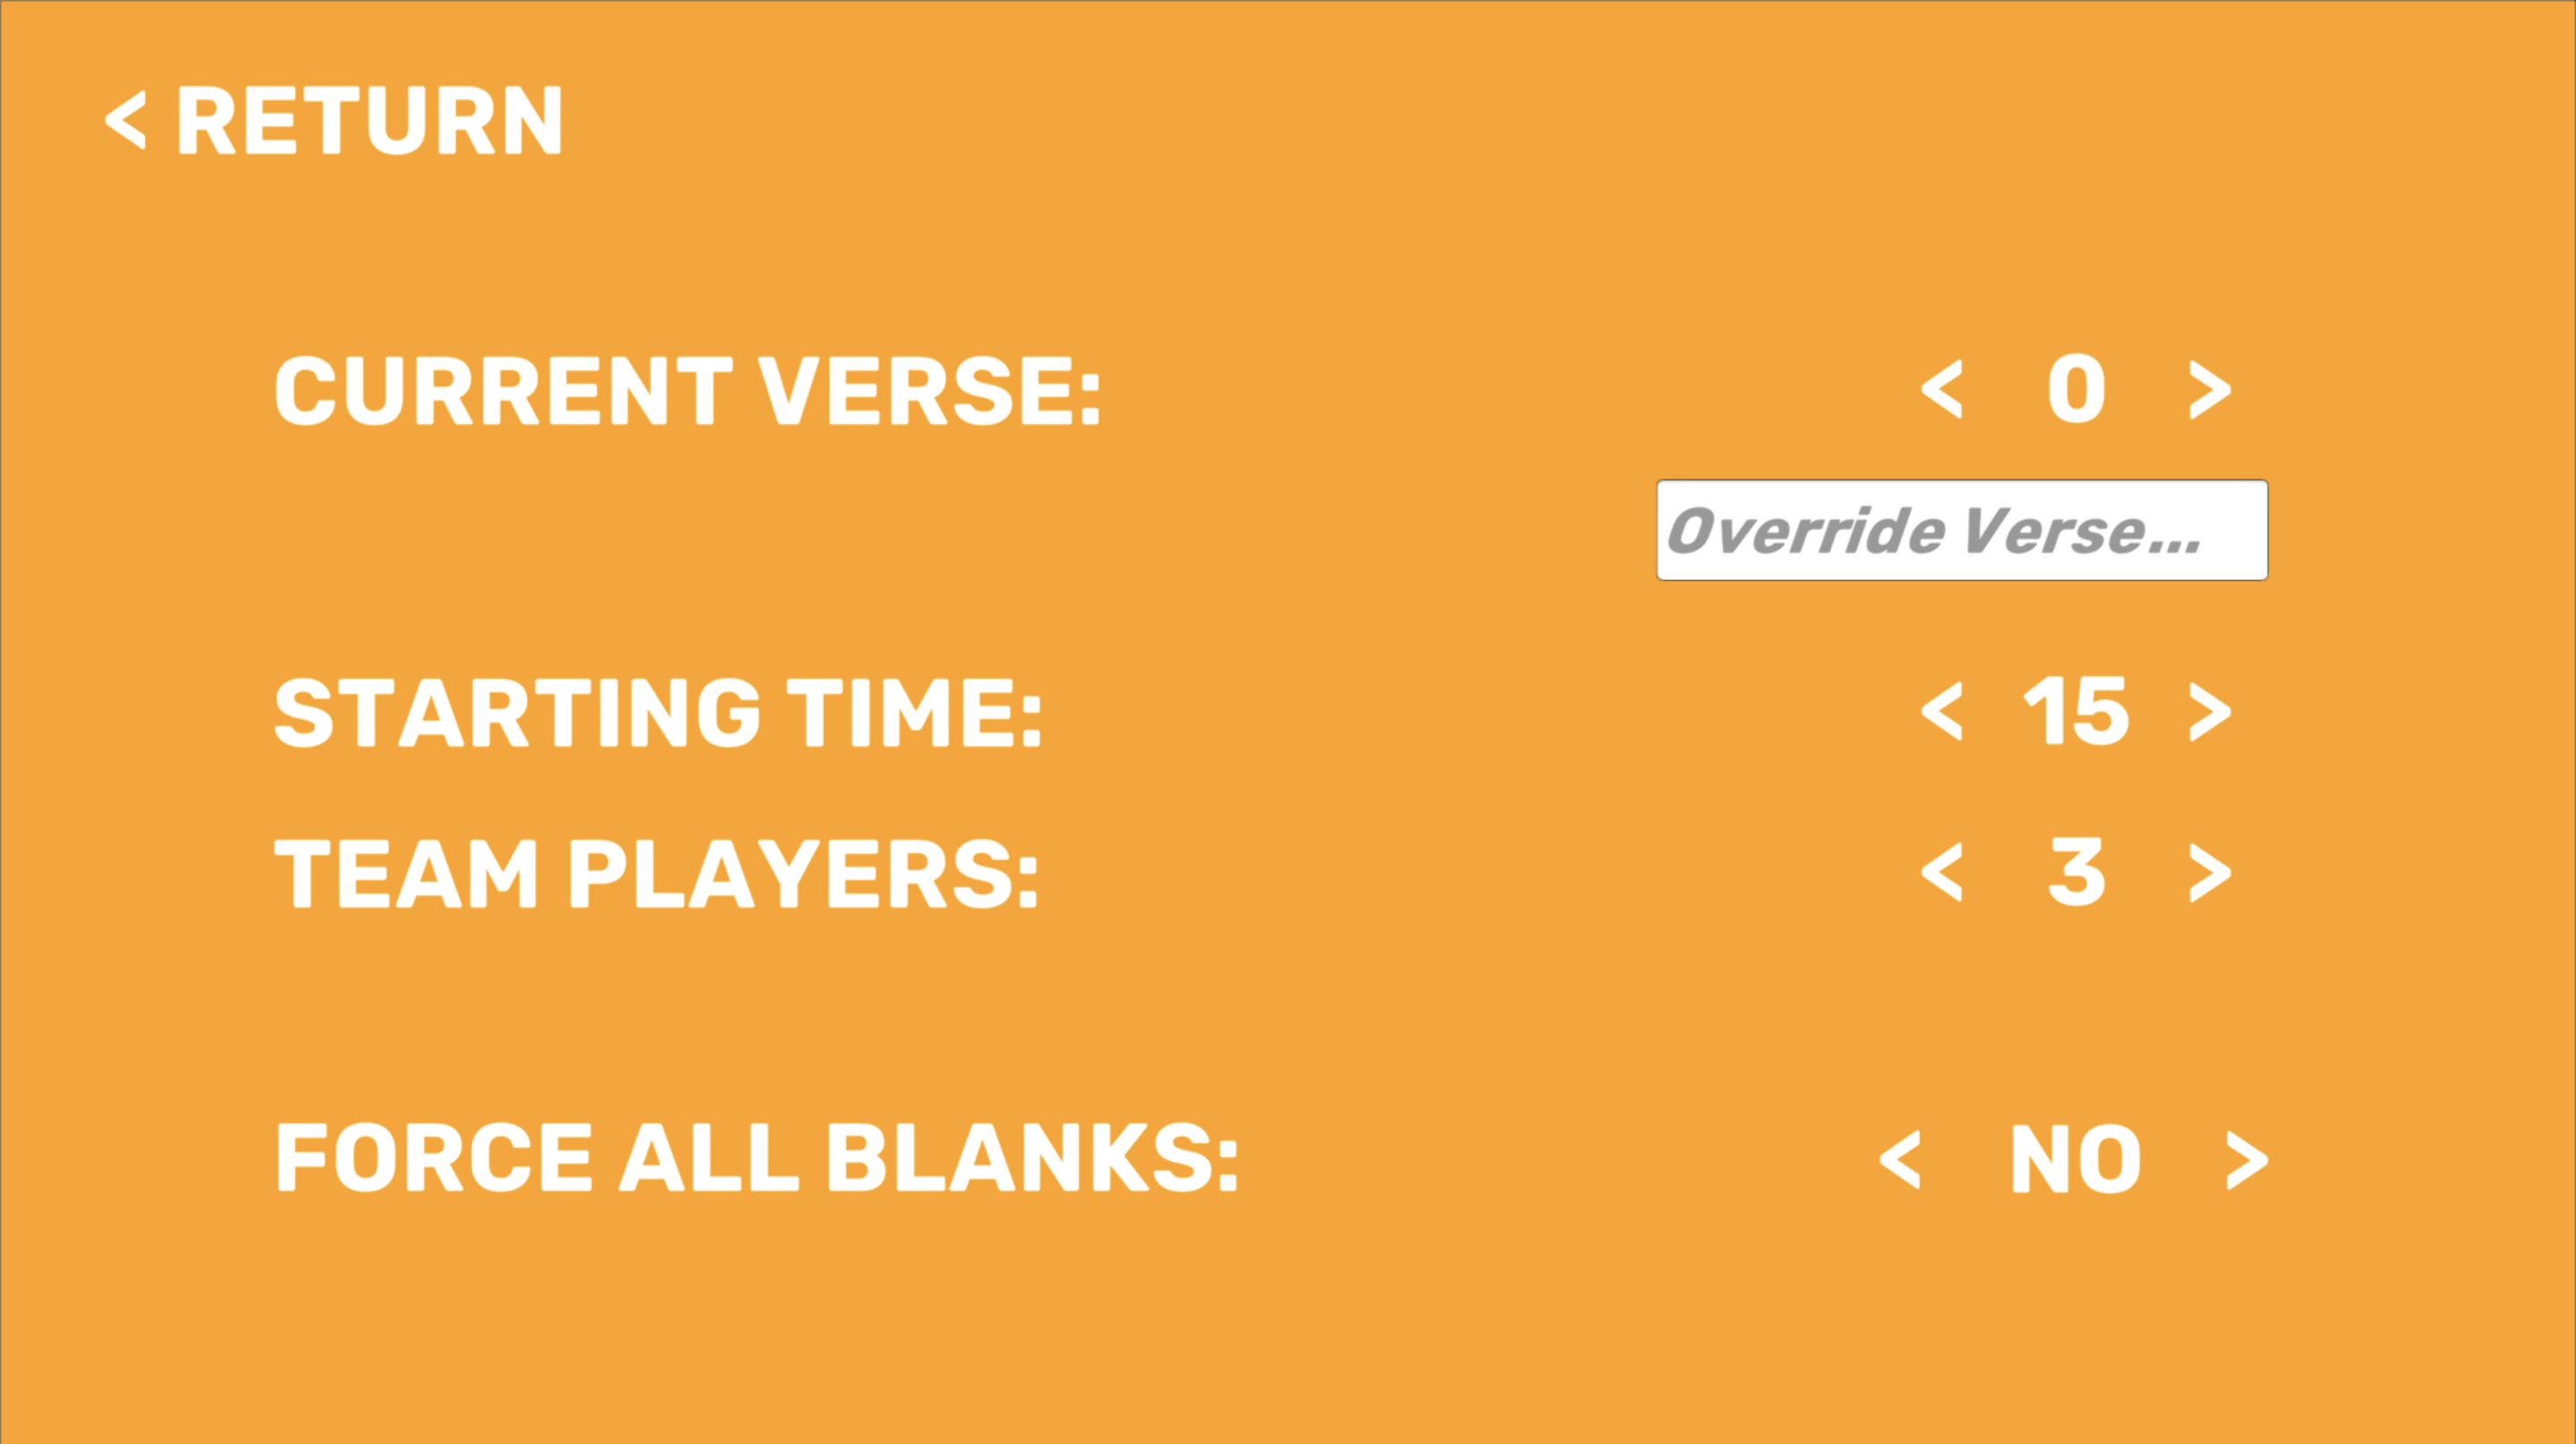 < RETURN
CURRENT VERSE: < 0 >
Override Verse...
STARTING TIME: < 15 >
TEAM PLAYERS: < 3 >
FORCE ALL BLANKS: < NO >